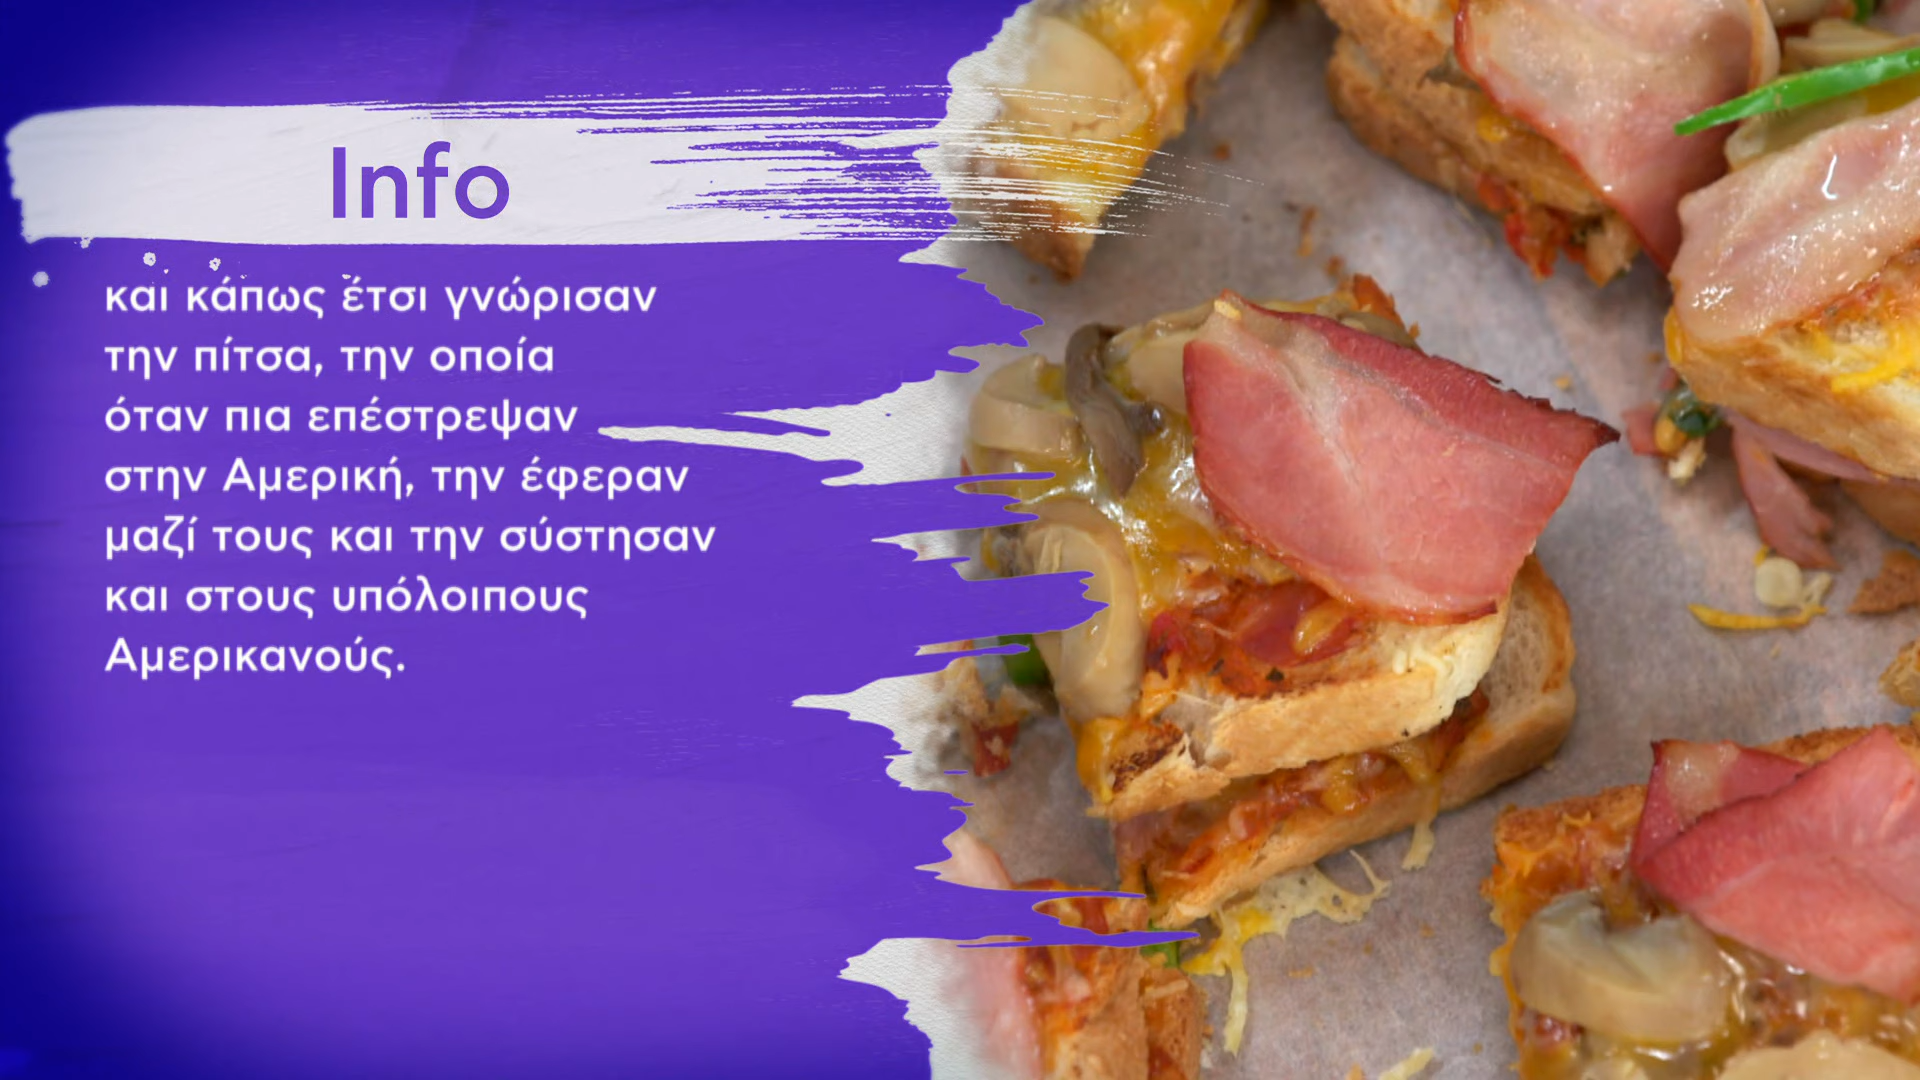 Info
και κάπως έτσι γνώρισαν
την πίτσα, την οποία
όταν πια επέστρεψαν
στην Αμερική, την έφεραν
μαζί τους και την σύστησαν
και στους υπόλοιπους
Αμερικανούς.